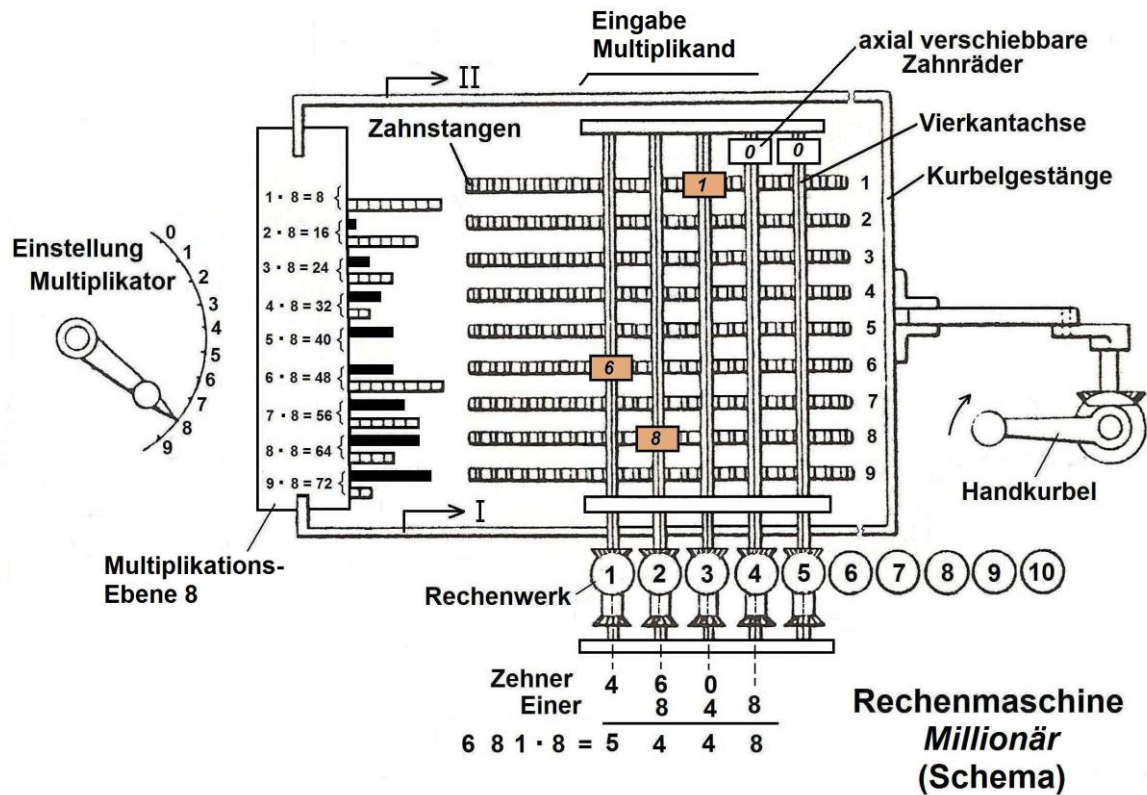 Eingabe
Multiplikand
axial verschiebbare
Zahnräder
II
Zahnstangen
Vierkantachse
Kurbelgestänge
0 0
1 1
2
3
4
5
6 6
7
8 8
9
1 · 8 = 8 {
2 · 8 = 16 {
3 · 8 = 24 {
4 · 8 = 32 {
5 · 8 = 40
6 · 8 = 48 {
7 · 8 = 56 {
8 · 8 = 64 {
9 · 8 = 72 {
Einstellung
Multiplikator
0
1
2
3
4
5
6
7
8
9
Handkurbel
I
Multiplikations-
Ebene 8
Rechenwerk
1 2 3 4 5 6 7 8 9 10
Zehner 4 6 0
Einer 8 4 8
6 8 1 · 8 = 5 4 4 8
Rechenmaschine
Millionär
(Schema)